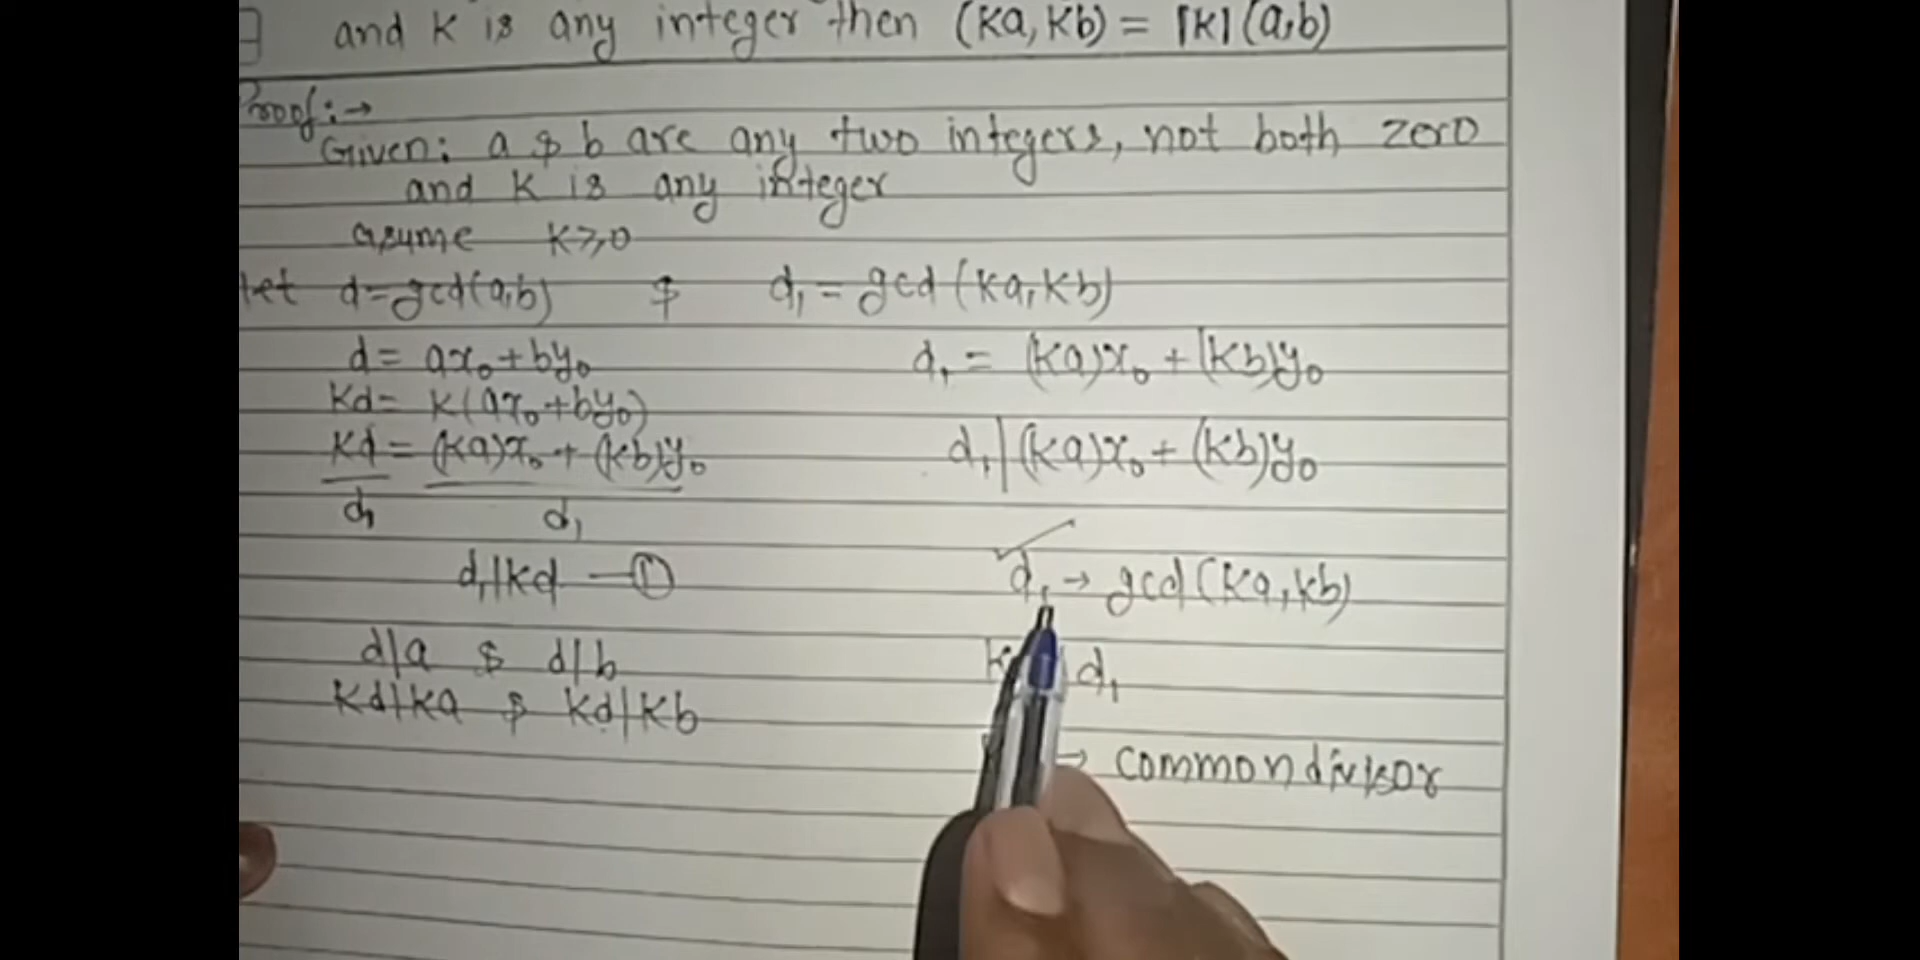 and K is any integer then (Ka, Kb) = |K| (a,b)
Proof:→
Given: a & b are any two integers, not both zero
and K is any integer
asume K≥0
let d=gcd(a,b) & d₁ = gcd (Ka, Kb)
d = ax₀+by₀ d₁ = (Ka)x₀ + (Kb)y₀
Kd= K(ax₀+by₀)
Kd = (Ka)x₀ + (Kb)y₀ d₁|(Ka)x₀ + (Kb)y₀
d₁ d₁
d₁|Kd —① d₁ → gcd (Ka, Kb)
d|a & d|b d₁
Kd|Ka & Kd|Kb
→ common divisor